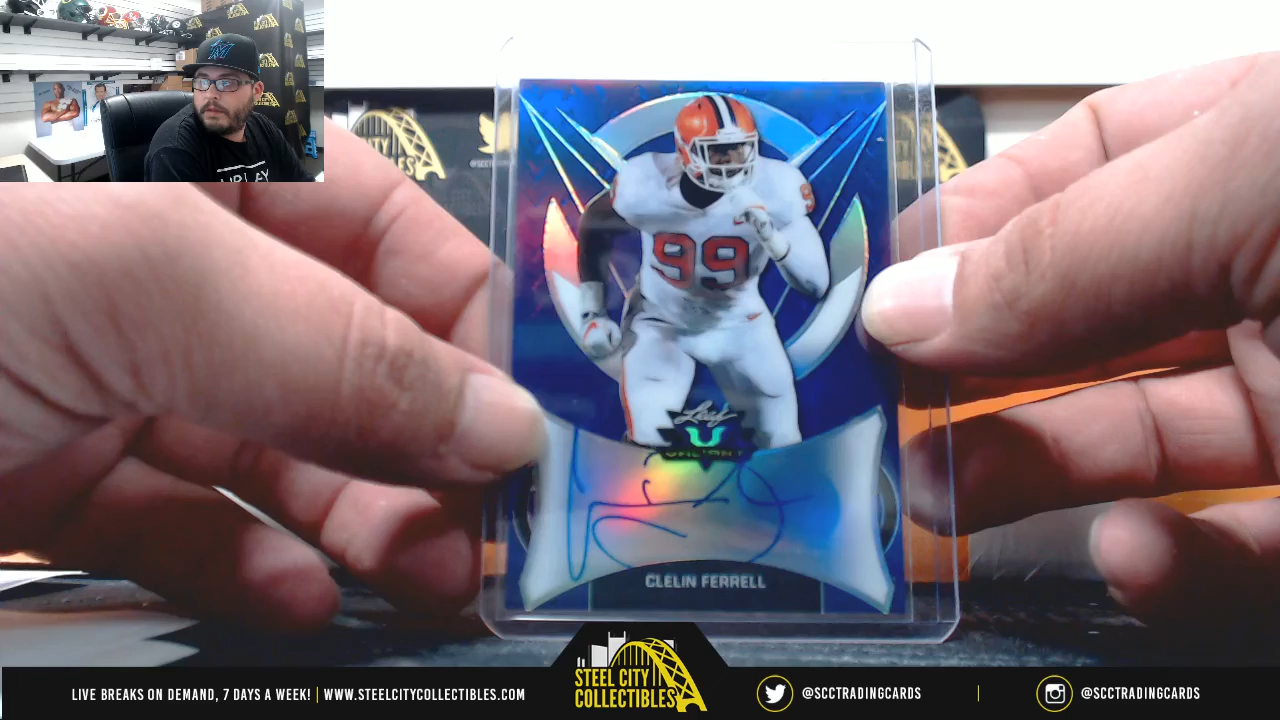 99
Leaf
VALIANT
CLELIN FERRELL
STEEL CITY
COLLECTIBLES
LIVE BREAKS ON DEMAND, 7 DAYS A WEEK! | WWW.STEELCITYCOLLECTIBLES.COM
@SCCTRADINGCARDS
@SCCTRADINGCARDS